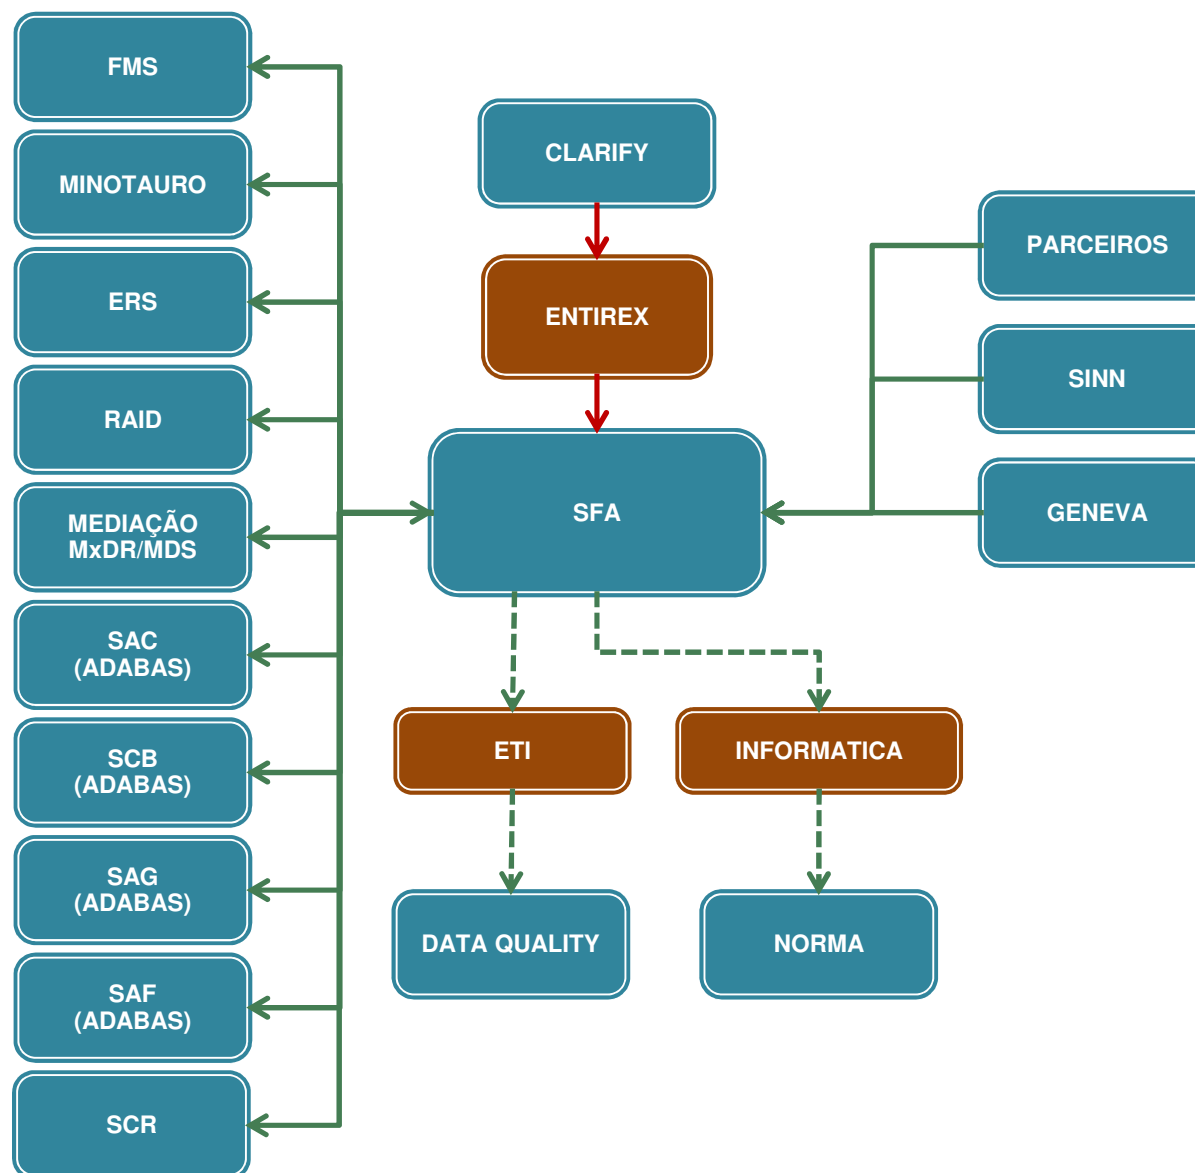 FMS
MINOTAURO
ERS
RAID
MEDIAÇÃO
MxDR/MDS
SAC
(ADABAS)
SCB
(ADABAS)
SAG
(ADABAS)
SAF
(ADABAS)
SCR
CLARIFY
ENTIREX
SFA
ETI
INFORMATICA
DATA QUALITY
NORMA
PARCEIROS
SINN
GENEVA